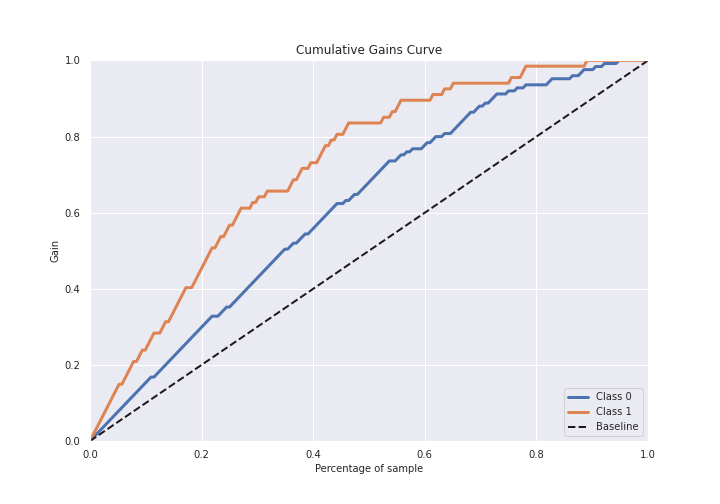 Cumulative Gains Curve
1.0
0.8
0.6
0.4
0.2
0.0
Gain
0.0 0.2 0.4 0.6 0.8 1.0
Percentage of sample
Class 0
Class 1
Baseline